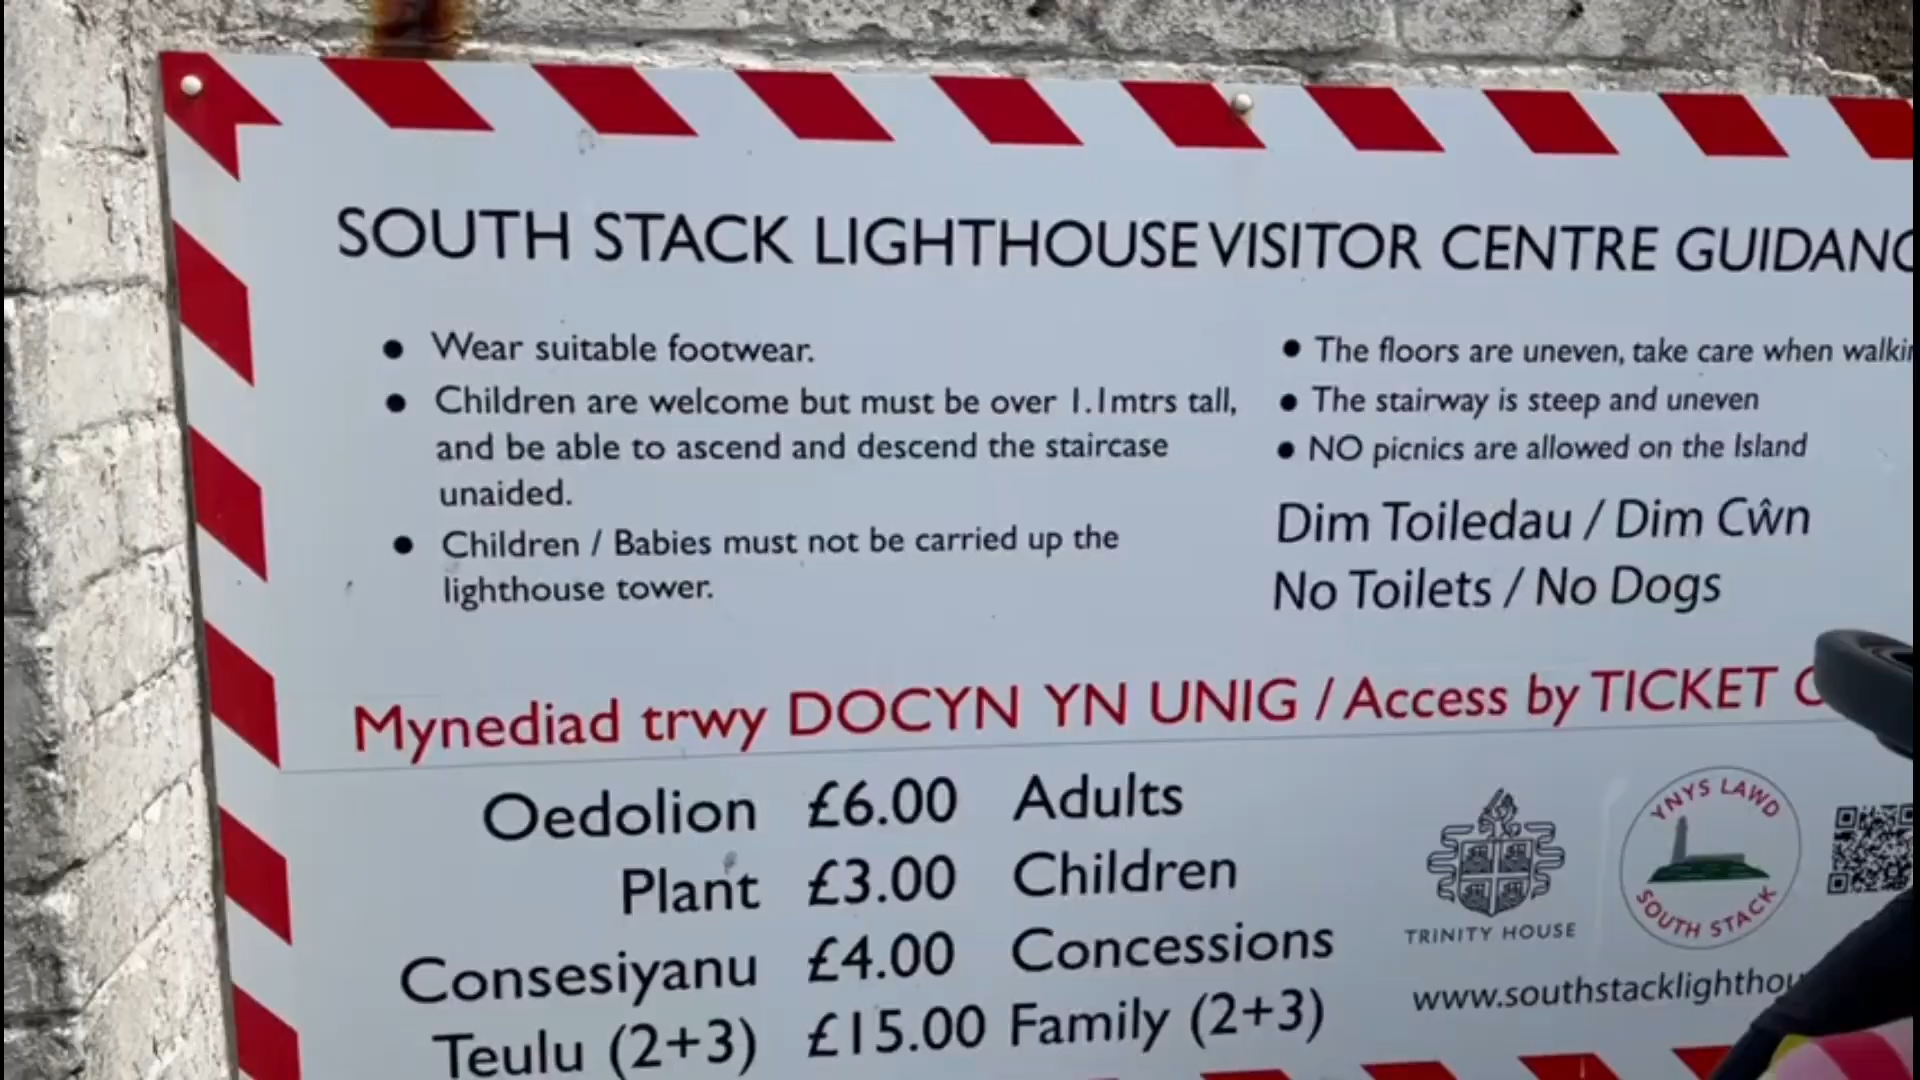 SOUTH STACK LIGHTHOUSE VISITOR CENTRE
● Wear suitable footwear.
● Children are welcome but must be over 1.1mtrs tall,
and be able to ascend and descend the staircase
unaided.
● Children / Babies must not be carried up the
lighthouse tower.
● The floors are uneven, take care when
● The stairway is steep and uneven
● NO picnics are allowed on the Island
Dim Toiledau / Dim Cŵn
No Toilets / No Dogs
Mynediad trwy DOCYN YN UNIG / Access by TICKET
Oedolion £6.00 Adults
Plant £3.00 Children
Consesiyanu £4.00 Concessions
Teulu (2+3) £15.00 Family (2+3)
TRINITY HOUSE
YNYS LAWD
SOUTH STACK